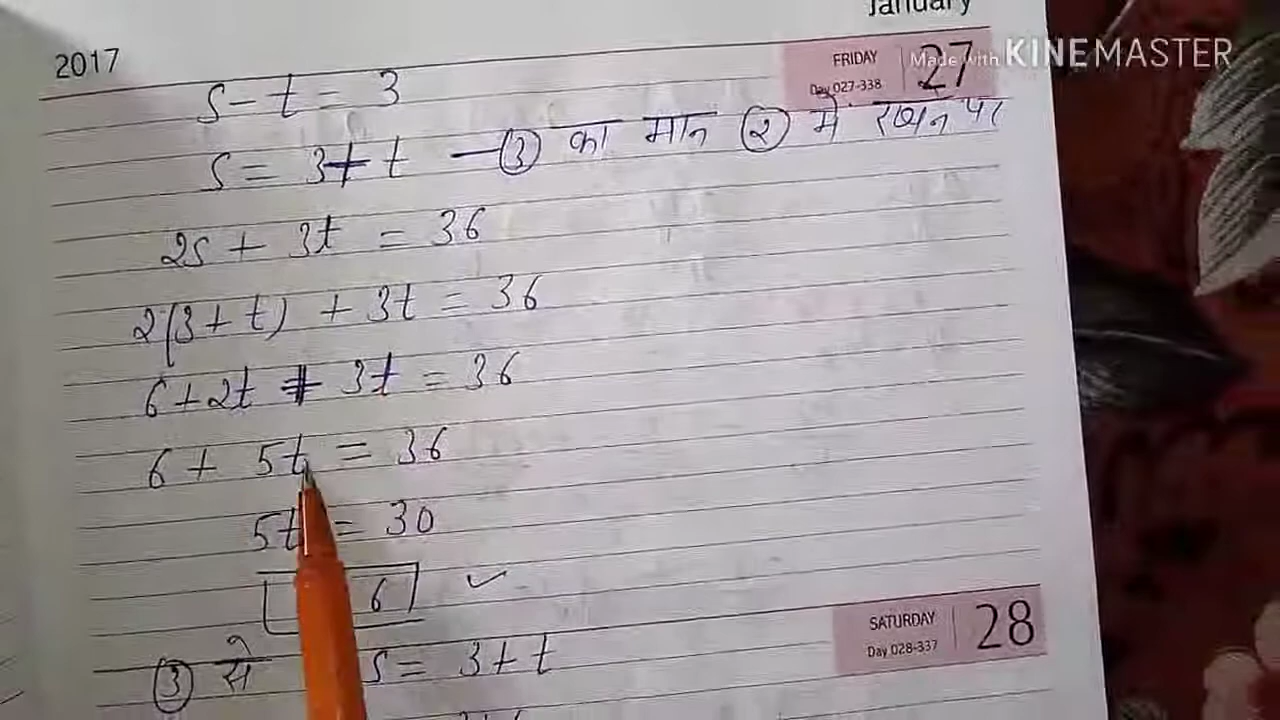 January
2017
FRIDAY
Day 027-338
27
Made with KINEMASTER
s - t = 3
s = 3 + t — ③ का मान ② में रखने पर
2s + 3t = 36
2(3 + t) + 3t = 36
6 + 2t + 3t = 36
6 + 5t = 36
5t = 30
6 ✓
SATURDAY
Day 028-337
28
③ से s = 3 + t